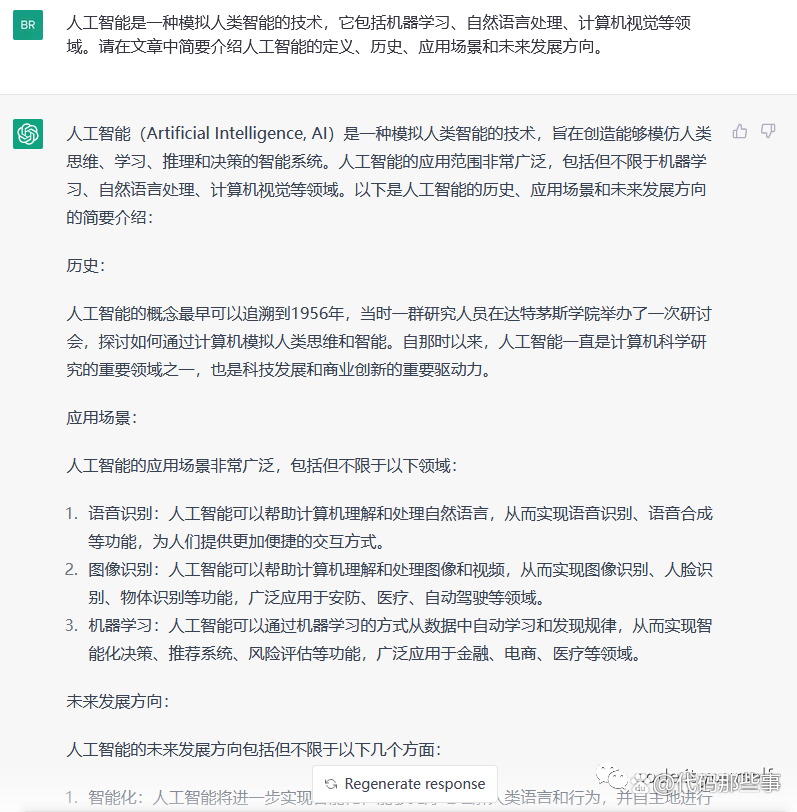 BR
人工智能是一种模拟人类智能的技术，它包括机器学习、自然语言处理、计算机视觉等领
域。请在文章中简要介绍人工智能的定义、历史、应用场景和未来发展方向。
人工智能（Artificial Intelligence, AI）是一种模拟人类智能的技术，旨在创造能够模仿人类
思维、学习、推理和决策的智能系统。人工智能的应用范围非常广泛，包括但不限于机器学
习、自然语言处理、计算机视觉等领域。以下是人工智能的历史、应用场景和未来发展方向
的简要介绍：
历史：
人工智能的概念最早可以追溯到1956年，当时一群研究人员在达特茅斯学院举办了一次研讨
会，探讨如何通过计算机模拟人类思维和智能。自那时以来，人工智能一直是计算机科学研
究的重要领域之一，也是科技发展和商业创新的重要驱动力。
应用场景：
人工智能的应用场景非常广泛，包括但不限于以下领域：
1. 语音识别：人工智能可以帮助计算机理解和处理自然语言，从而实现语音识别、语音合成
等功能，为人们提供更加便捷的交互方式。
2. 图像识别：人工智能可以帮助计算机理解和处理图像和视频，从而实现图像识别、人脸识
别、物体识别等功能，广泛应用于安防、医疗、自动驾驶等领域。
3. 机器学习：人工智能可以通过机器学习的方式从数据中自动学习和发现规律，从而实现智
能化决策、推荐系统、风险评估等功能，广泛应用于金融、电商、医疗等领域。
未来发展方向：
人工智能的未来发展方向包括但不限于以下几个方面：
1. 智能化：人工智能将进一步实现 人类语言和行为，并自主地进行
Regenerate response
@代码那些事